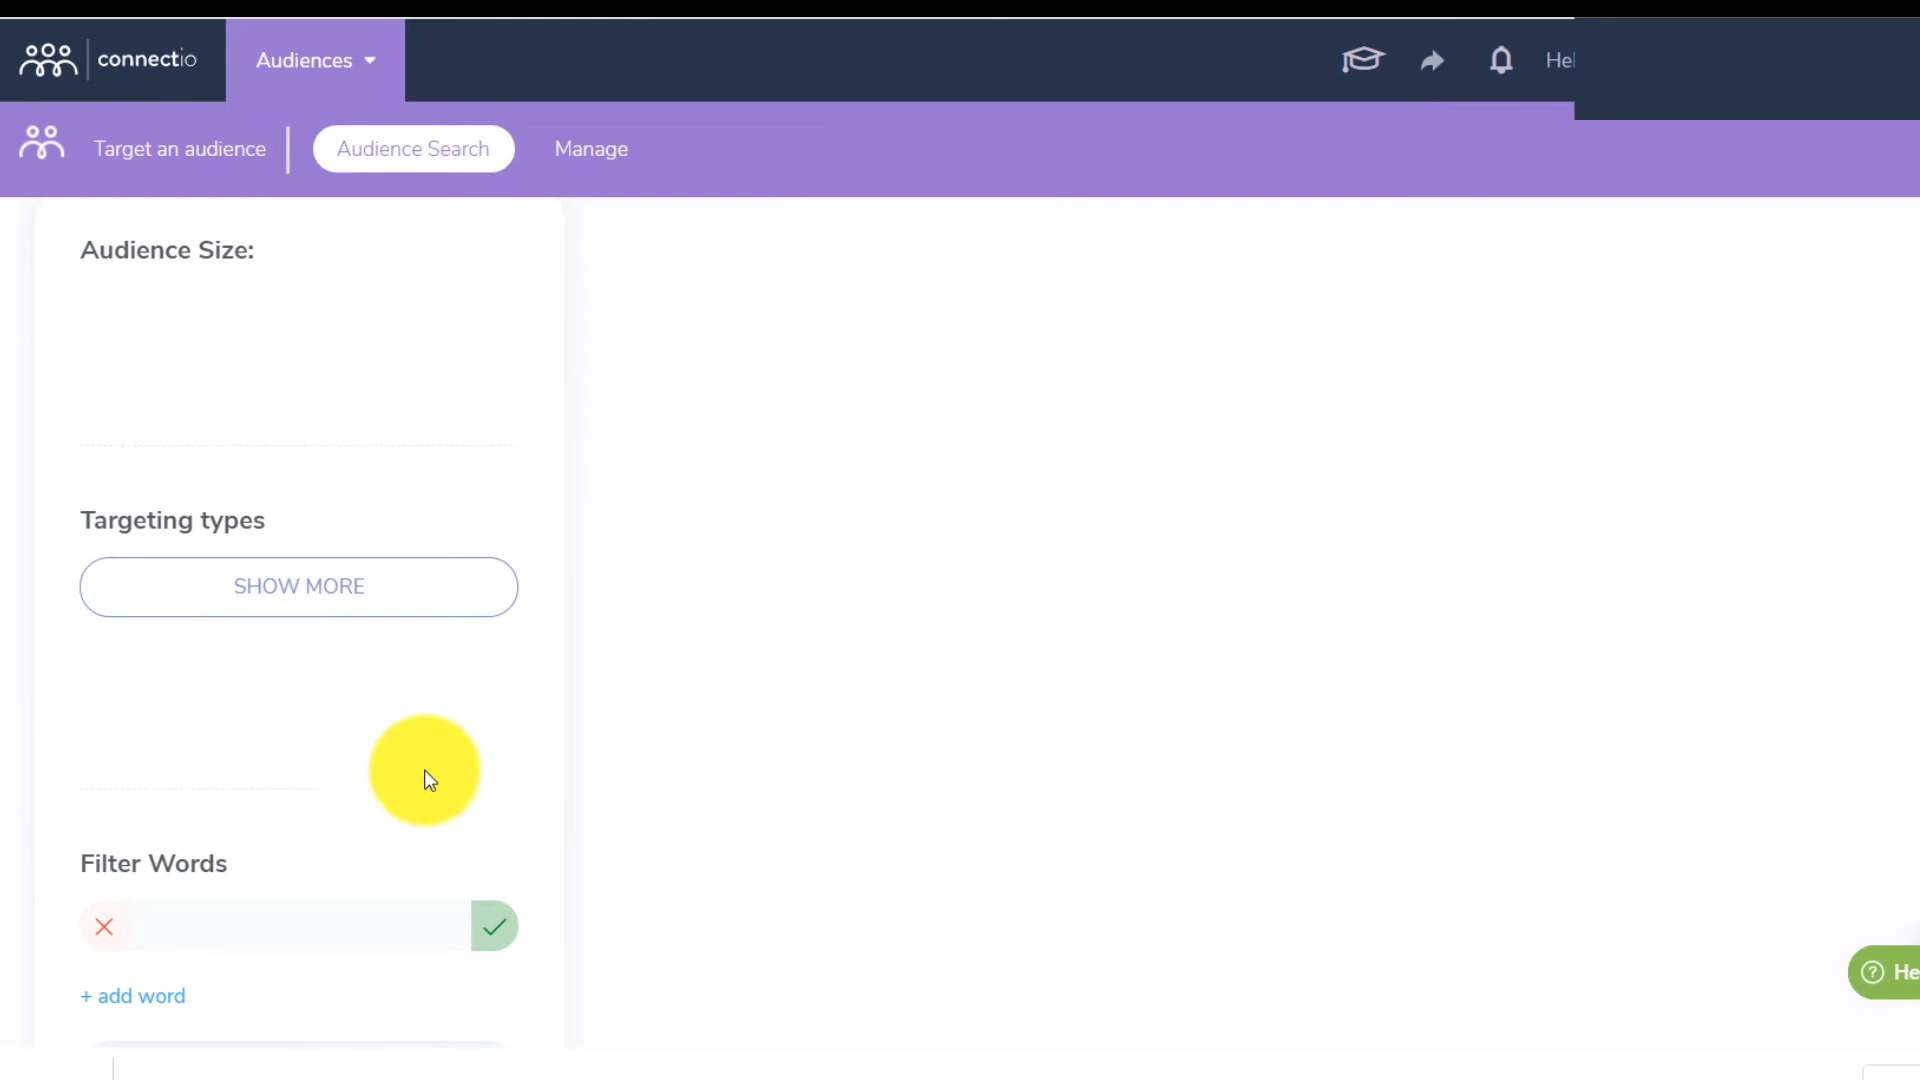 connectio
Audiences
Hel
Target an audience
Audience Search
Manage
Audience Size:
Targeting types
SHOW MORE
Filter Words
+ add word
He